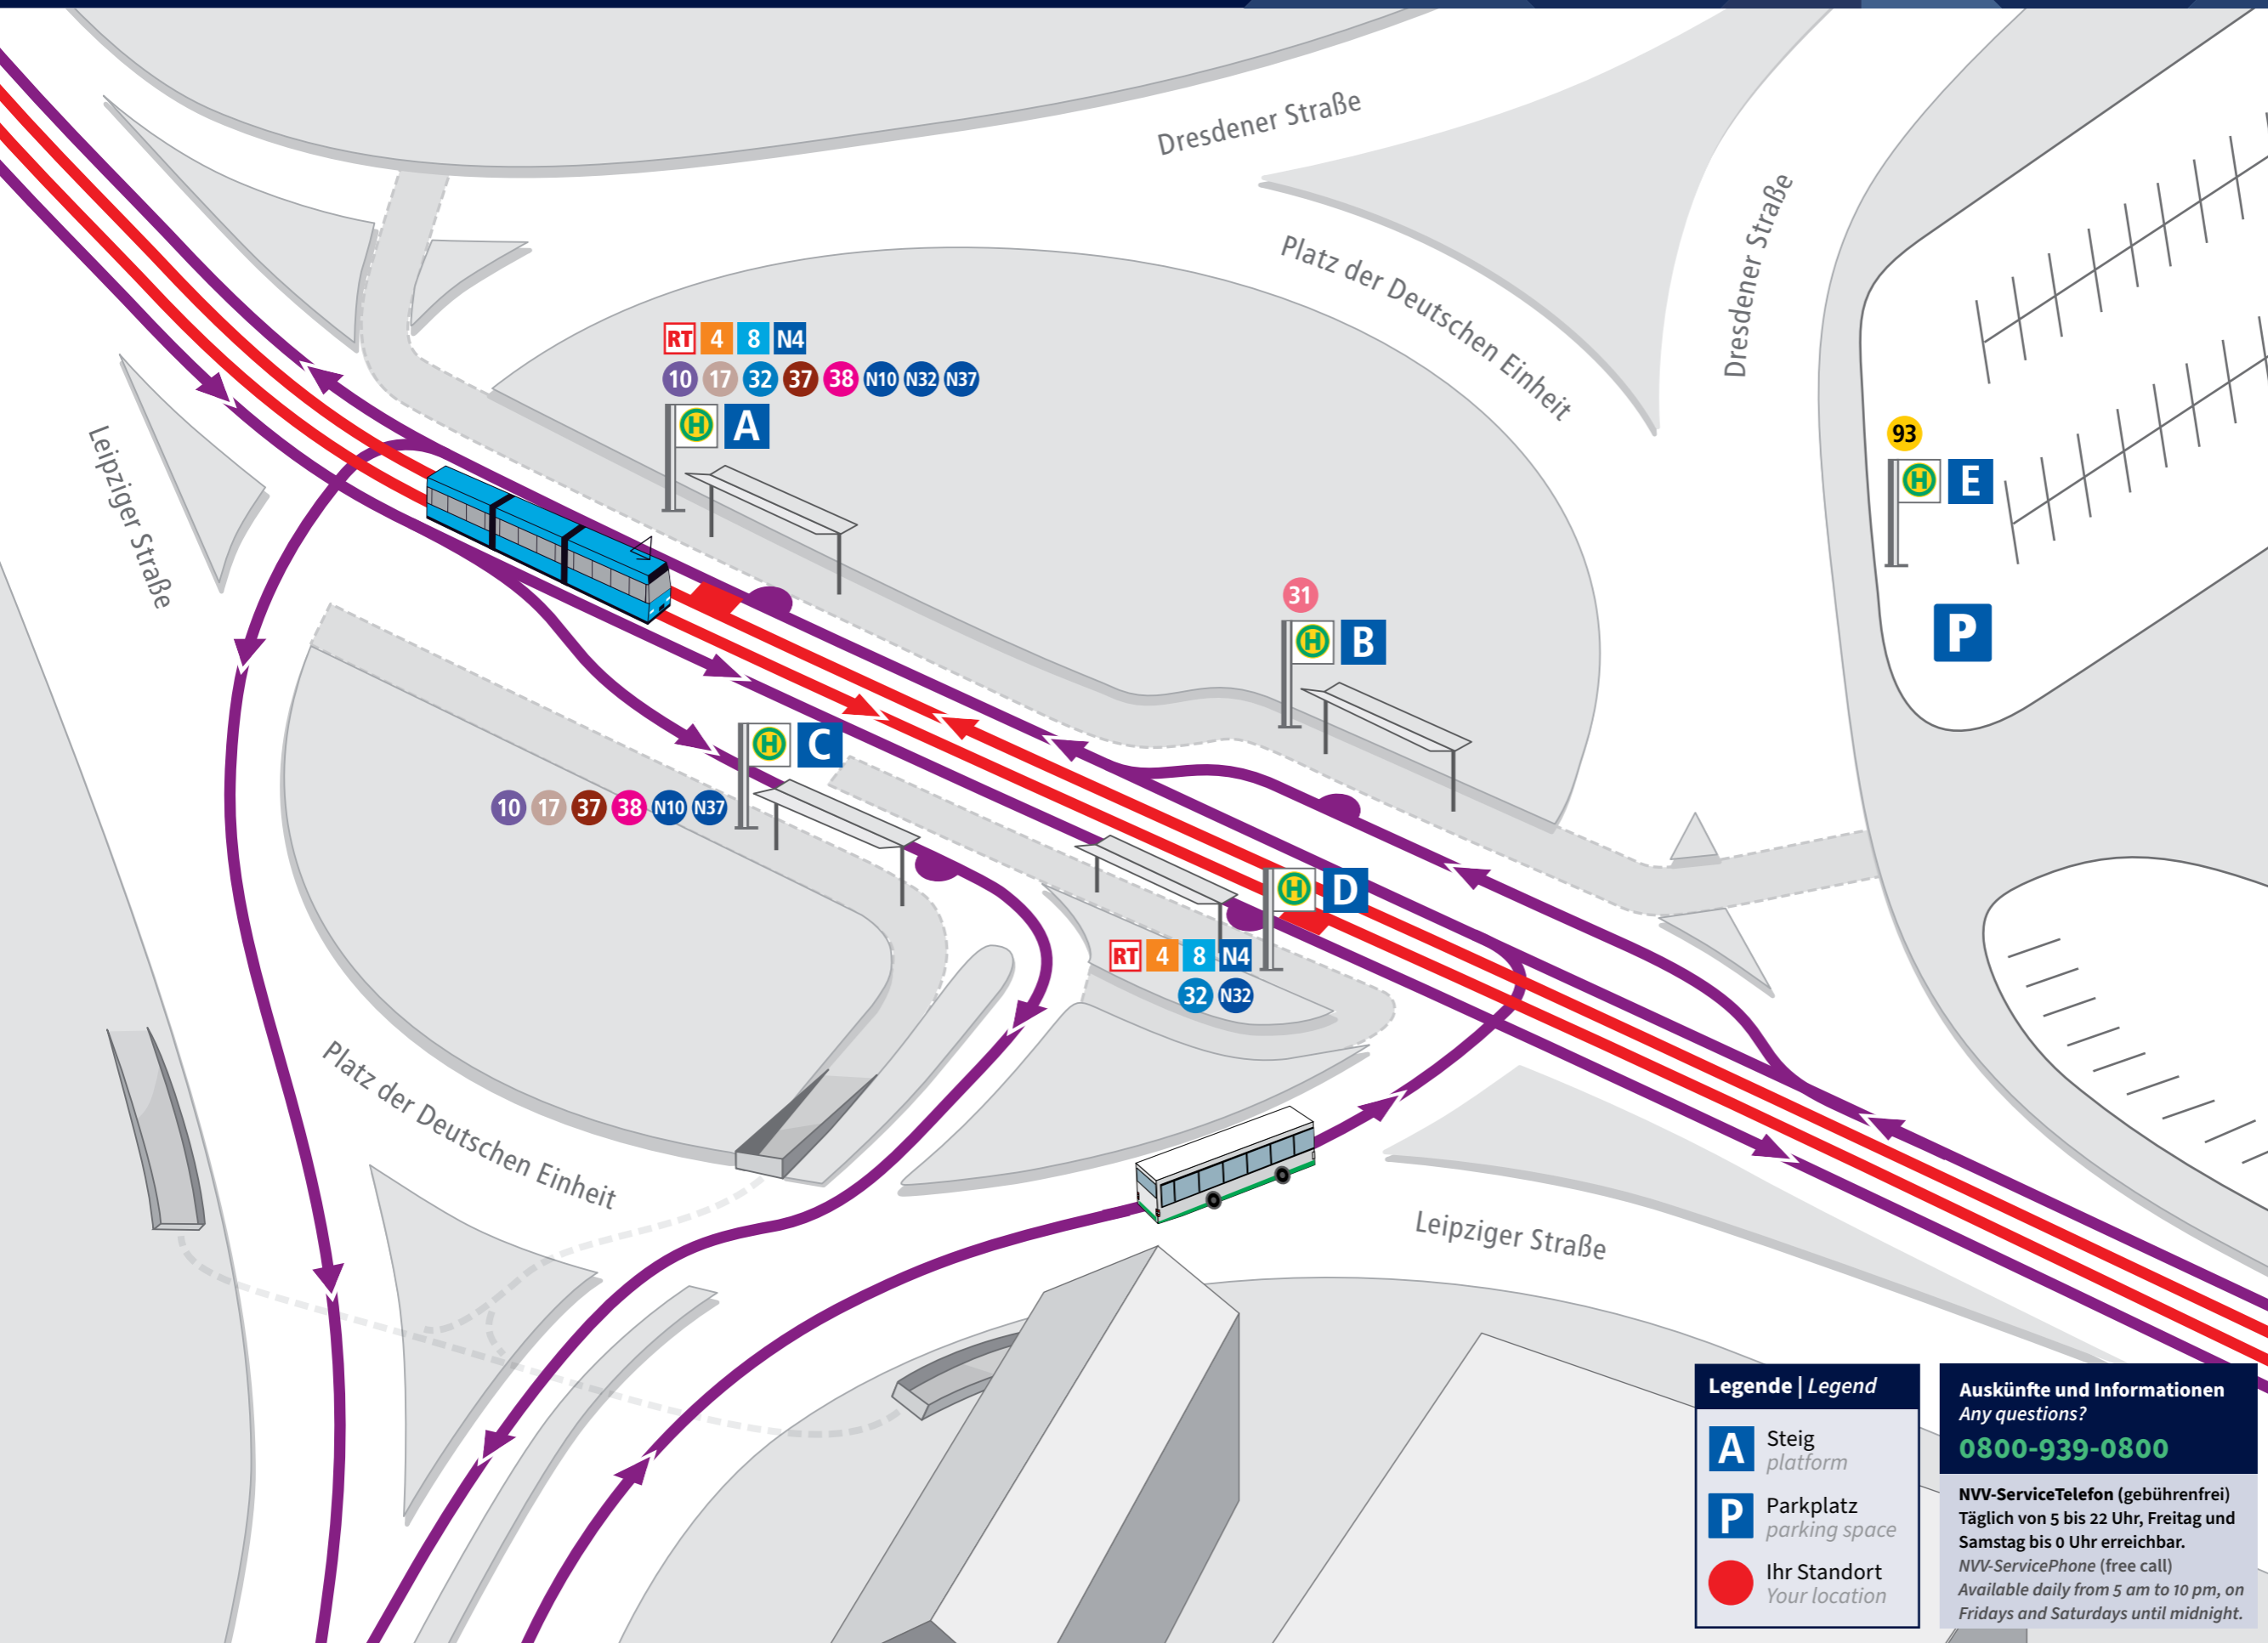 Dresdener Straße
Dresdener Straße
Platz der Deutschen Einheit
RT 4 8 N4
10 17 32 37 38 N10 N32 N37
H A
93
H E
Leipziger Straße
31
H B
P
H C
10 17 37 38 N10 N37
H D
RT 4 8 N4
32 N32
Platz der Deutschen Einheit
Leipziger Straße
Legende | Legend
A Steig
platform
P Parkplatz
parking space
Ihr Standort
Your location
Auskünfte und Informationen
Any questions?
0800-939-0800
NVV-ServiceTelefon (gebührenfrei)
Täglich von 5 bis 22 Uhr, Freitag und
Samstag bis 0 Uhr erreichbar.
NVV-ServicePhone (free call)
Available daily from 5 am to 10 pm, on
Fridays and Saturdays until midnight.